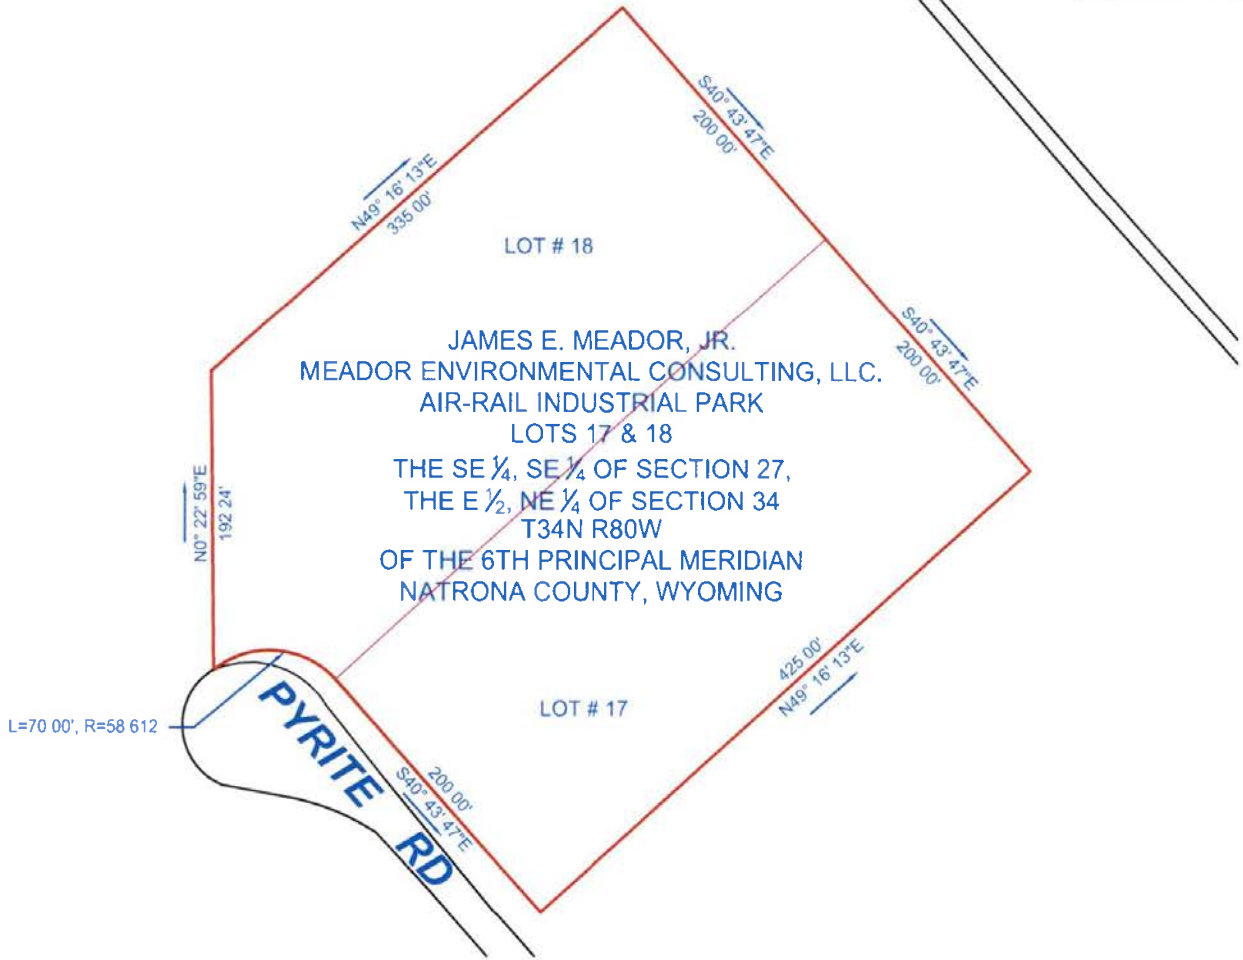 S40° 43' 47"E
200 00'
N49° 16' 13"E
335 00'
LOT # 18
S40° 43' 47"E
200 00'
JAMES E. MEADOR, JR.
MEADOR ENVIRONMENTAL CONSULTING, LLC.
AIR-RAIL INDUSTRIAL PARK
LOTS 17 & 18
THE SE ¼, SE ¼ OF SECTION 27,
THE E ½, NE ¼ OF SECTION 34
T34N R80W
OF THE 6TH PRINCIPAL MERIDIAN
NATRONA COUNTY, WYOMING
N0° 22' 59"E
192 24'
425 00'
N49° 16' 13"E
LOT # 17
L=70 00', R=58 612
PYRITE RD
200 00'
S40° 43' 47"E